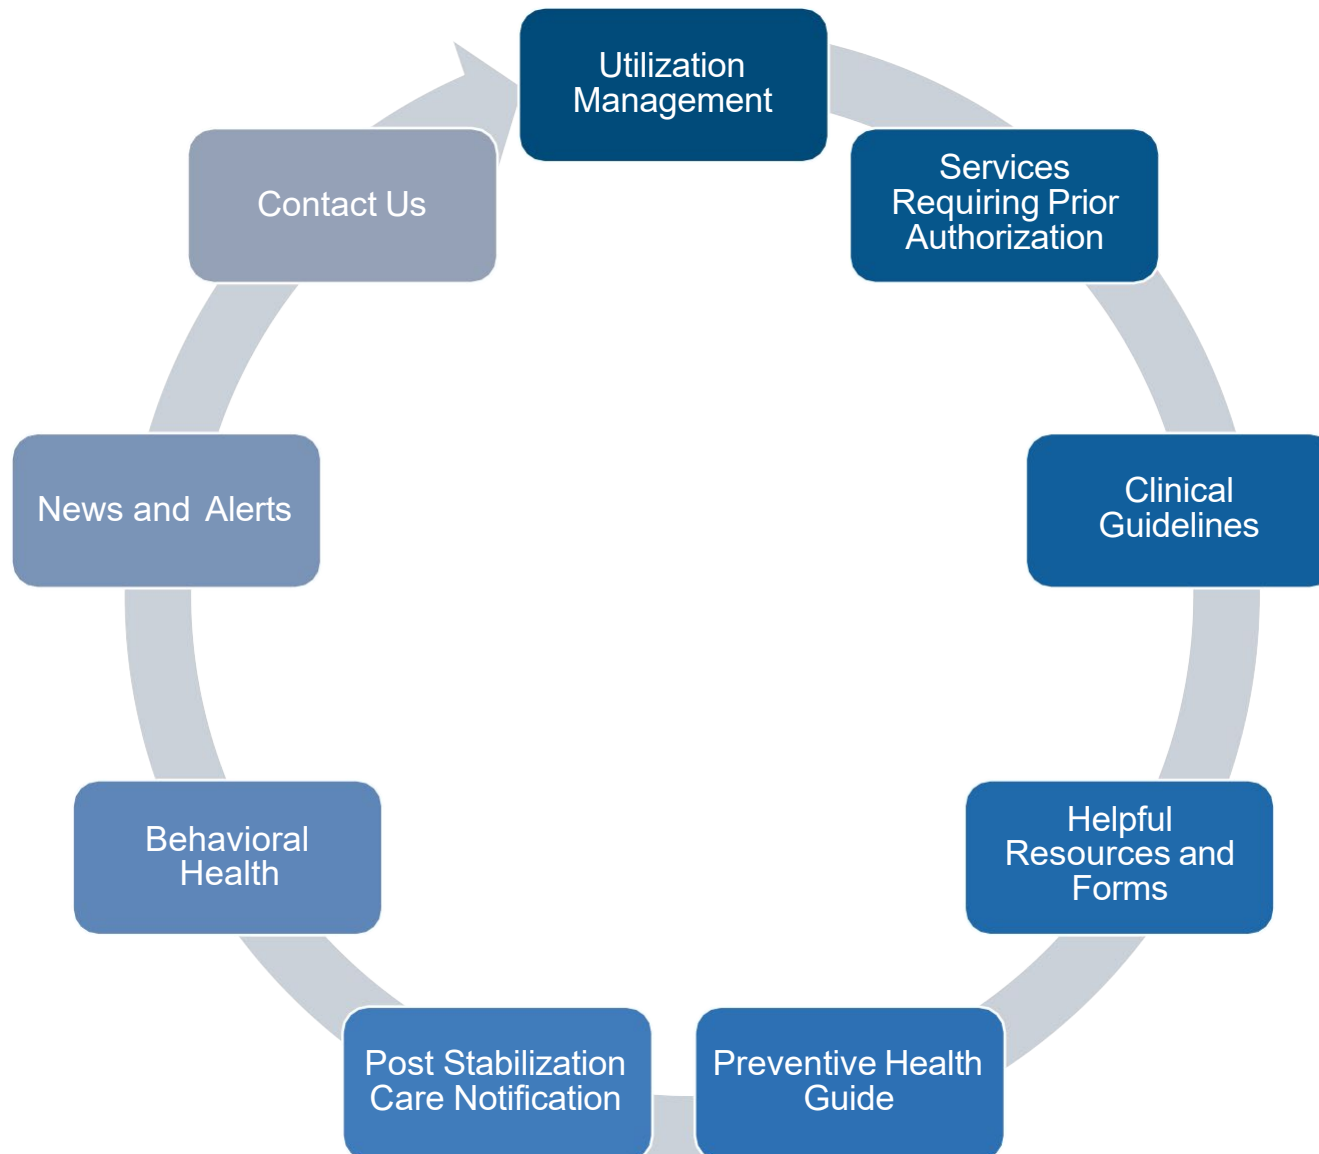 Utilization
Management
Services
Requiring Prior
Authorization
Clinical
Guidelines
Helpful
Resources and
Forms
Preventive Health
Guide
Post Stabilization
Care Notification
Behavioral
Health
News and Alerts
Contact Us